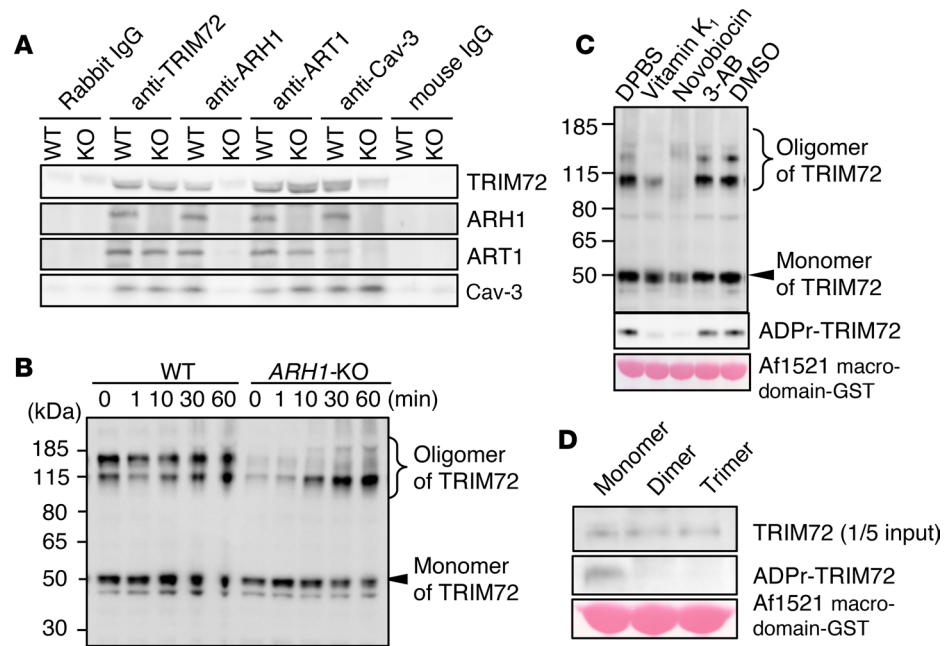 A
Rabbit IgG
anti-TRIM72
anti-ARH1
anti-ART1
anti-Cav-3
mouse IgG
WT KO WT KO WT KO WT KO WT KO WT KO
TRIM72
ARH1
ART1
Cav-3
B
WT ARH1-KO
0 1 10 30 60 0 1 10 30 60 (min)
(kDa)
185
115
80
65
50
30
Oligomer
of TRIM72
Monomer
of TRIM72
C
DPBS
Vitamin K₁
Novobiocin
3-AB
DMSO
185
115
80
65
50
Oligomer
of TRIM72
Monomer
of TRIM72
ADPr-TRIM72
Af1521 macro-
domain-GST
D
Monomer
Dimer
Trimer
TRIM72 (1/5 input)
ADPr-TRIM72
Af1521 macro-
domain-GST